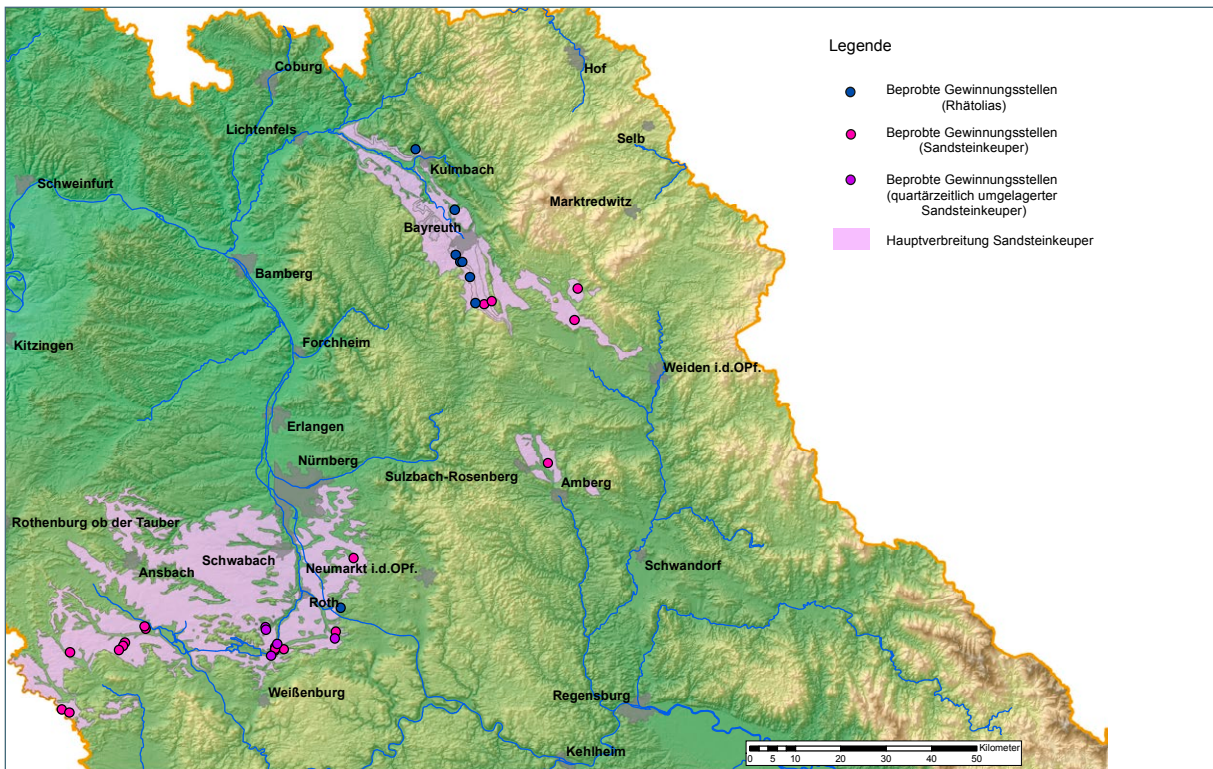 Legende
Beprobte Gewinnungsstellen
(Rhätolias)
Beprobte Gewinnungsstellen
(Sandsteinkeuper)
Beprobte Gewinnungsstellen
(quartärzeitlich umgelagerter
Sandsteinkeuper)
Hauptverbreitung Sandsteinkeuper
Hof
Coburg
Lichtenfels
Selb
Kulmbach
Schweinfurt
Marktredwitz
Bayreuth
Bamberg
Kitzingen
Forchheim
Weiden i.d.OPf.
Erlangen
Nürnberg
Sulzbach-Rosenberg
Amberg
Rothenburg ob der Tauber
Schwabach
Ansbach
Neumarkt i.d.OPf.
Schwandorf
Roth
Weißenburg
Regensburg
Kehlheim
Kilometer
0 5 10 20 30 40 50